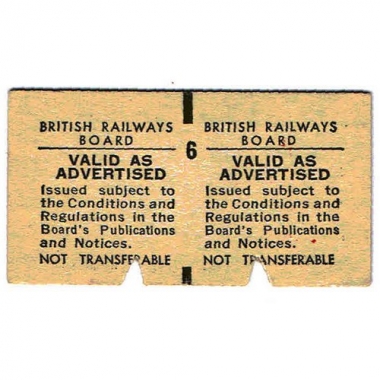 BRITISH RAILWAYS
BOARD
VALID AS
ADVERTISED
Issued subject to
the Conditions and
Regulations in the
Board's Publications
and Notices.
NOT TRANSFERABLE
6
BRITISH RAILWAYS
BOARD
VALID AS
ADVERTISED
Issued subject to
the Conditions and
Regulations in the
Board's Publications
and Notices.
NOT TRANSFERABLE